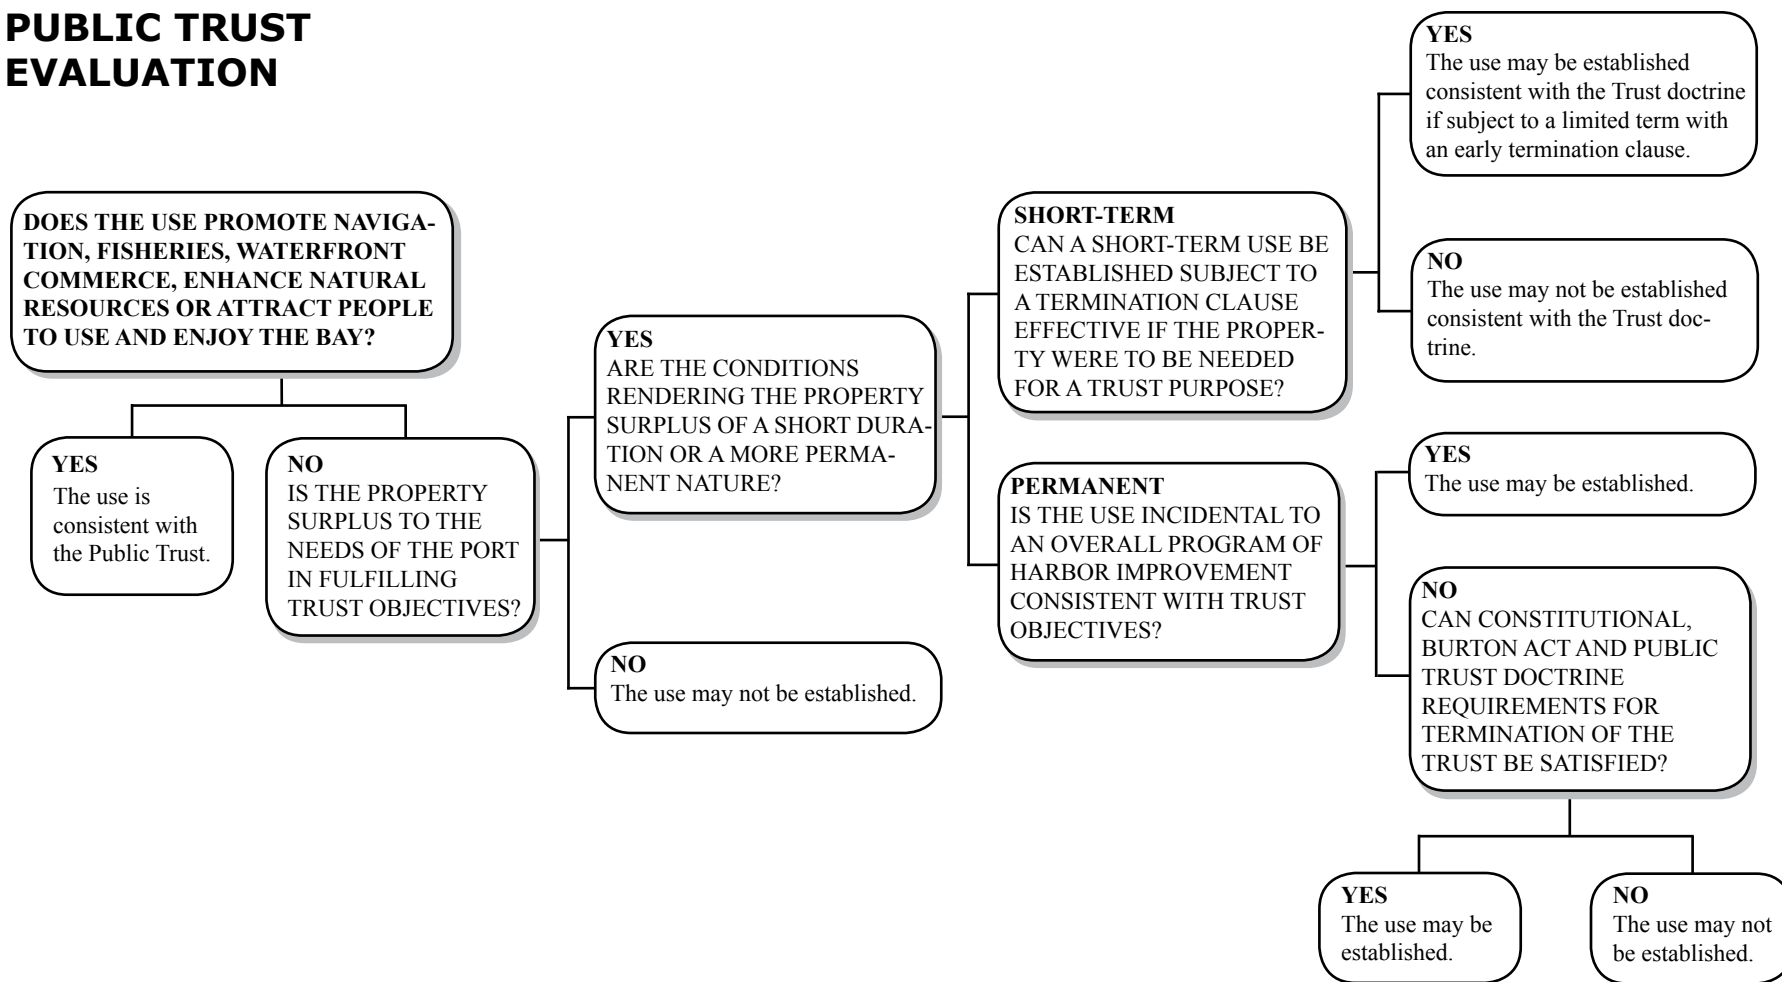 PUBLIC TRUST
EVALUATION
DOES THE USE PROMOTE NAVIGA-
TION, FISHERIES, WATERFRONT
COMMERCE, ENHANCE NATURAL
RESOURCES OR ATTRACT PEOPLE
TO USE AND ENJOY THE BAY?
YES
The use is
consistent with
the Public Trust.
NO
IS THE PROPERTY
SURPLUS TO THE
NEEDS OF THE PORT
IN FULFILLING
TRUST OBJECTIVES?
YES
ARE THE CONDITIONS
RENDERING THE PROPERTY
SURPLUS OF A SHORT DURA-
TION OR A MORE PERMA-
NENT NATURE?
NO
The use may not be established.
SHORT-TERM
CAN A SHORT-TERM USE BE
ESTABLISHED SUBJECT TO
A TERMINATION CLAUSE
EFFECTIVE IF THE PROPER-
TY WERE TO BE NEEDED
FOR A TRUST PURPOSE?
PERMANENT
IS THE USE INCIDENTAL TO
AN OVERALL PROGRAM OF
HARBOR IMPROVEMENT
CONSISTENT WITH TRUST
OBJECTIVES?
YES
The use may be established
consistent with the Trust doctrine
if subject to a limited term with
an early termination clause.
NO
The use may not be established
consistent with the Trust doc-
trine.
YES
The use may be established.
NO
CAN CONSTITUTIONAL,
BURTON ACT AND PUBLIC
TRUST DOCTRINE
REQUIREMENTS FOR
TERMINATION OF THE
TRUST BE SATISFIED?
YES
The use may be
established.
NO
The use may not
be established.